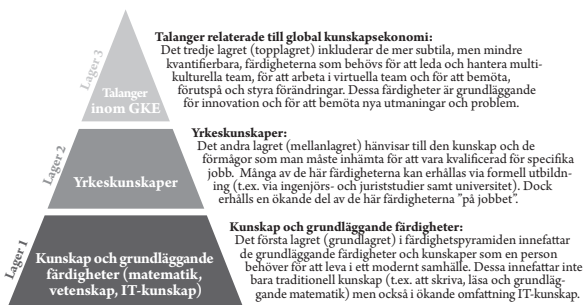 Lager 3
Talanger
inom GKE
Talanger relaterade till global kunskapsekonomi:
Det tredje lagret (topplagret) inkluderar de mer subtila, men mindre
kvantifierbara, färdigheterna som behövs för att leda och hantera multi-
kulturella team, för att arbeta i virtuella team och för att bemöta,
förutspå och styra förändringar. Dessa färdigheter är grundläggande
för innovation och för att bemöta nya utmaningar och problem.
Lager 2
Yrkeskunskaper
Yrkeskunskaper:
Det andra lagret (mellanlagret) hänvisar till den kunskap och de
förmågor som man måste inhämta för att vara kvalificerad för specifika
jobb. Många av de här färdigheterna kan erhållas via formell utbildn-
ing (t.ex. via ingenjörs- och juriststudier samt universitet). Dock
erhålls en ökande del av de här färdigheterna "på jobbet".
Lager 1
Kunskap och grundläggande
färdigheter (matematik,
vetenskap, IT-kunskap)
Kunskap och grundläggande färdigheter:
Det första lagret (grundlagret) i färdighetspyramiden innefattar
de grundläggande färdigheter och kunskaper som en person
behöver för att leva i ett modernt samhälle. Dessa innefattar inte
bara traditionell kunskap (t.ex. att skriva, läsa och grundläg-
gande matematik) men också i ökande omfattning IT-kunskap.